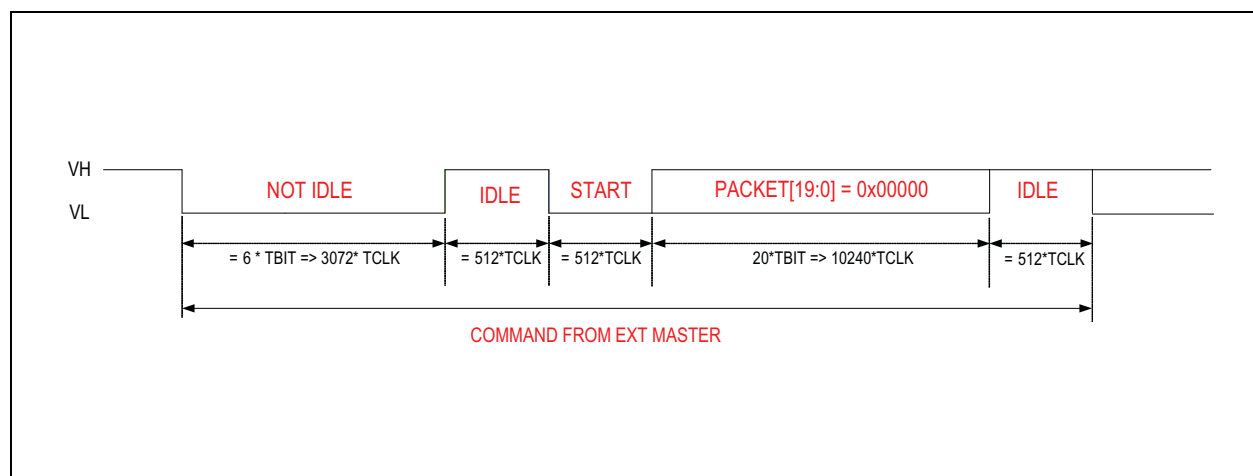 VH
NOT IDLE
IDLE
START
PACKET[19:0] = 0x00000
IDLE
VL
= 6 * TBIT => 3072* TCLK
= 512*TCLK
= 512*TCLK
20*TBIT => 10240*TCLK
= 512*TCLK
COMMAND FROM EXT MASTER